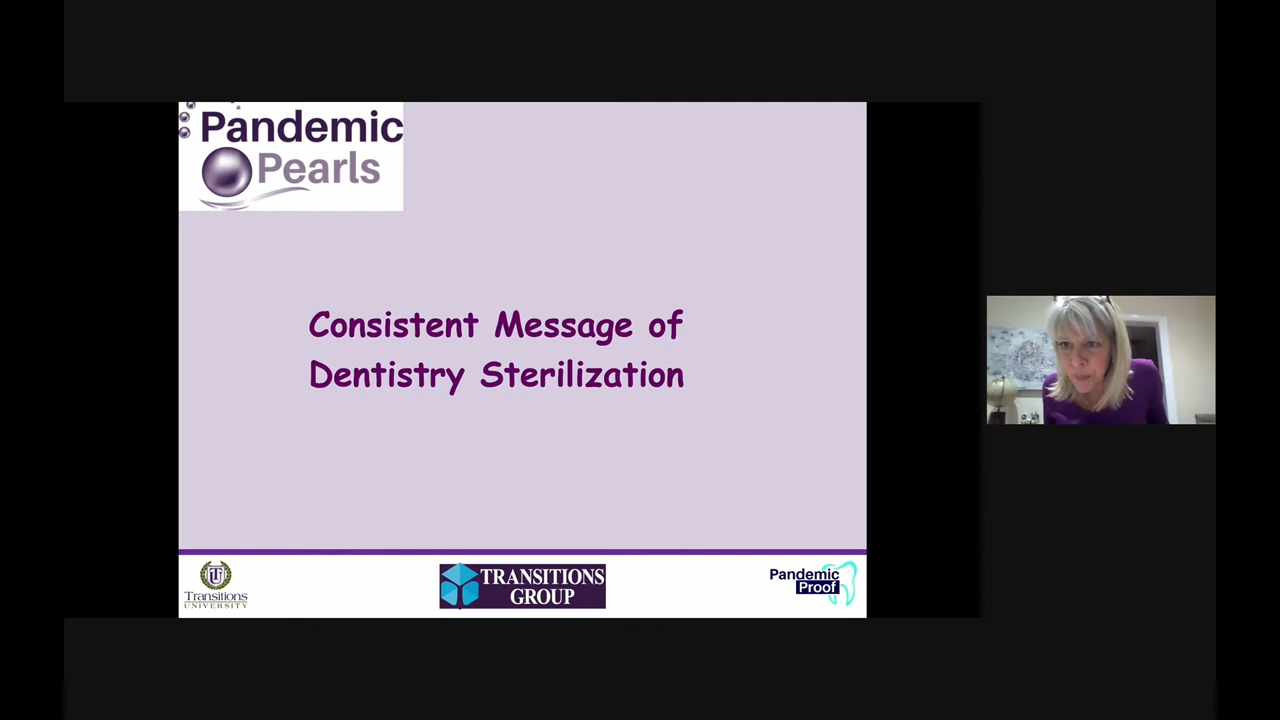 Pandemic
Pearls
Consistent Message of
Dentistry Sterilization
Transitions
UNIVERSITY
TRANSITIONS
GROUP
Pandemic
Proof